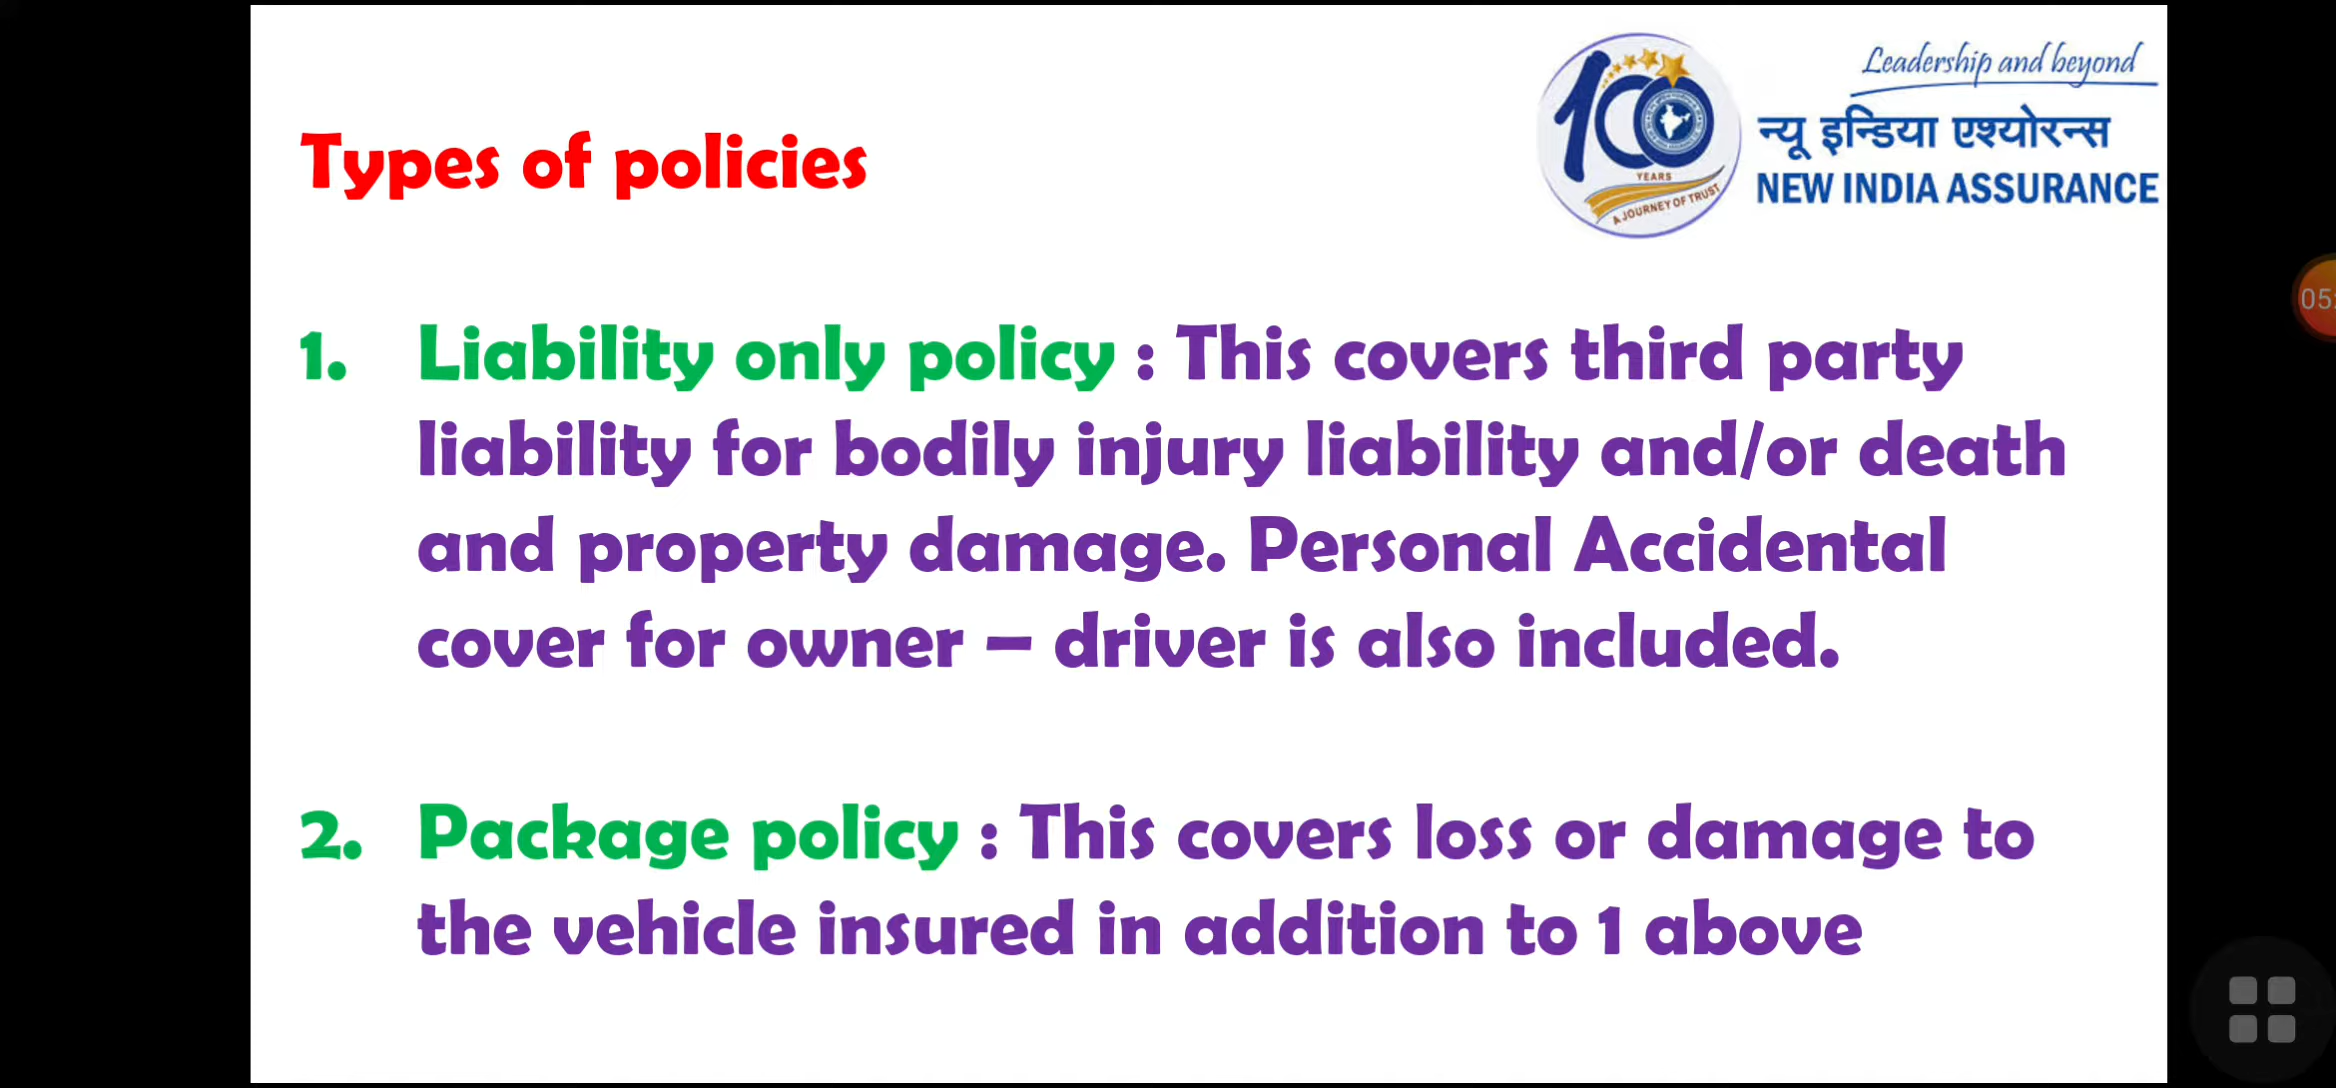 Leadership and beyond
100
YEARS
A JOURNEY OF TRUST
न्यू इन्डिया एश्योरन्स
NEW INDIA ASSURANCE
Types of policies
1. Liability only policy : This covers third party
liability for bodily injury liability and/or death
and property damage. Personal Accidental
cover for owner – driver is also included.
2. Package policy : This covers loss or damage to
the vehicle insured in addition to 1 above
05: